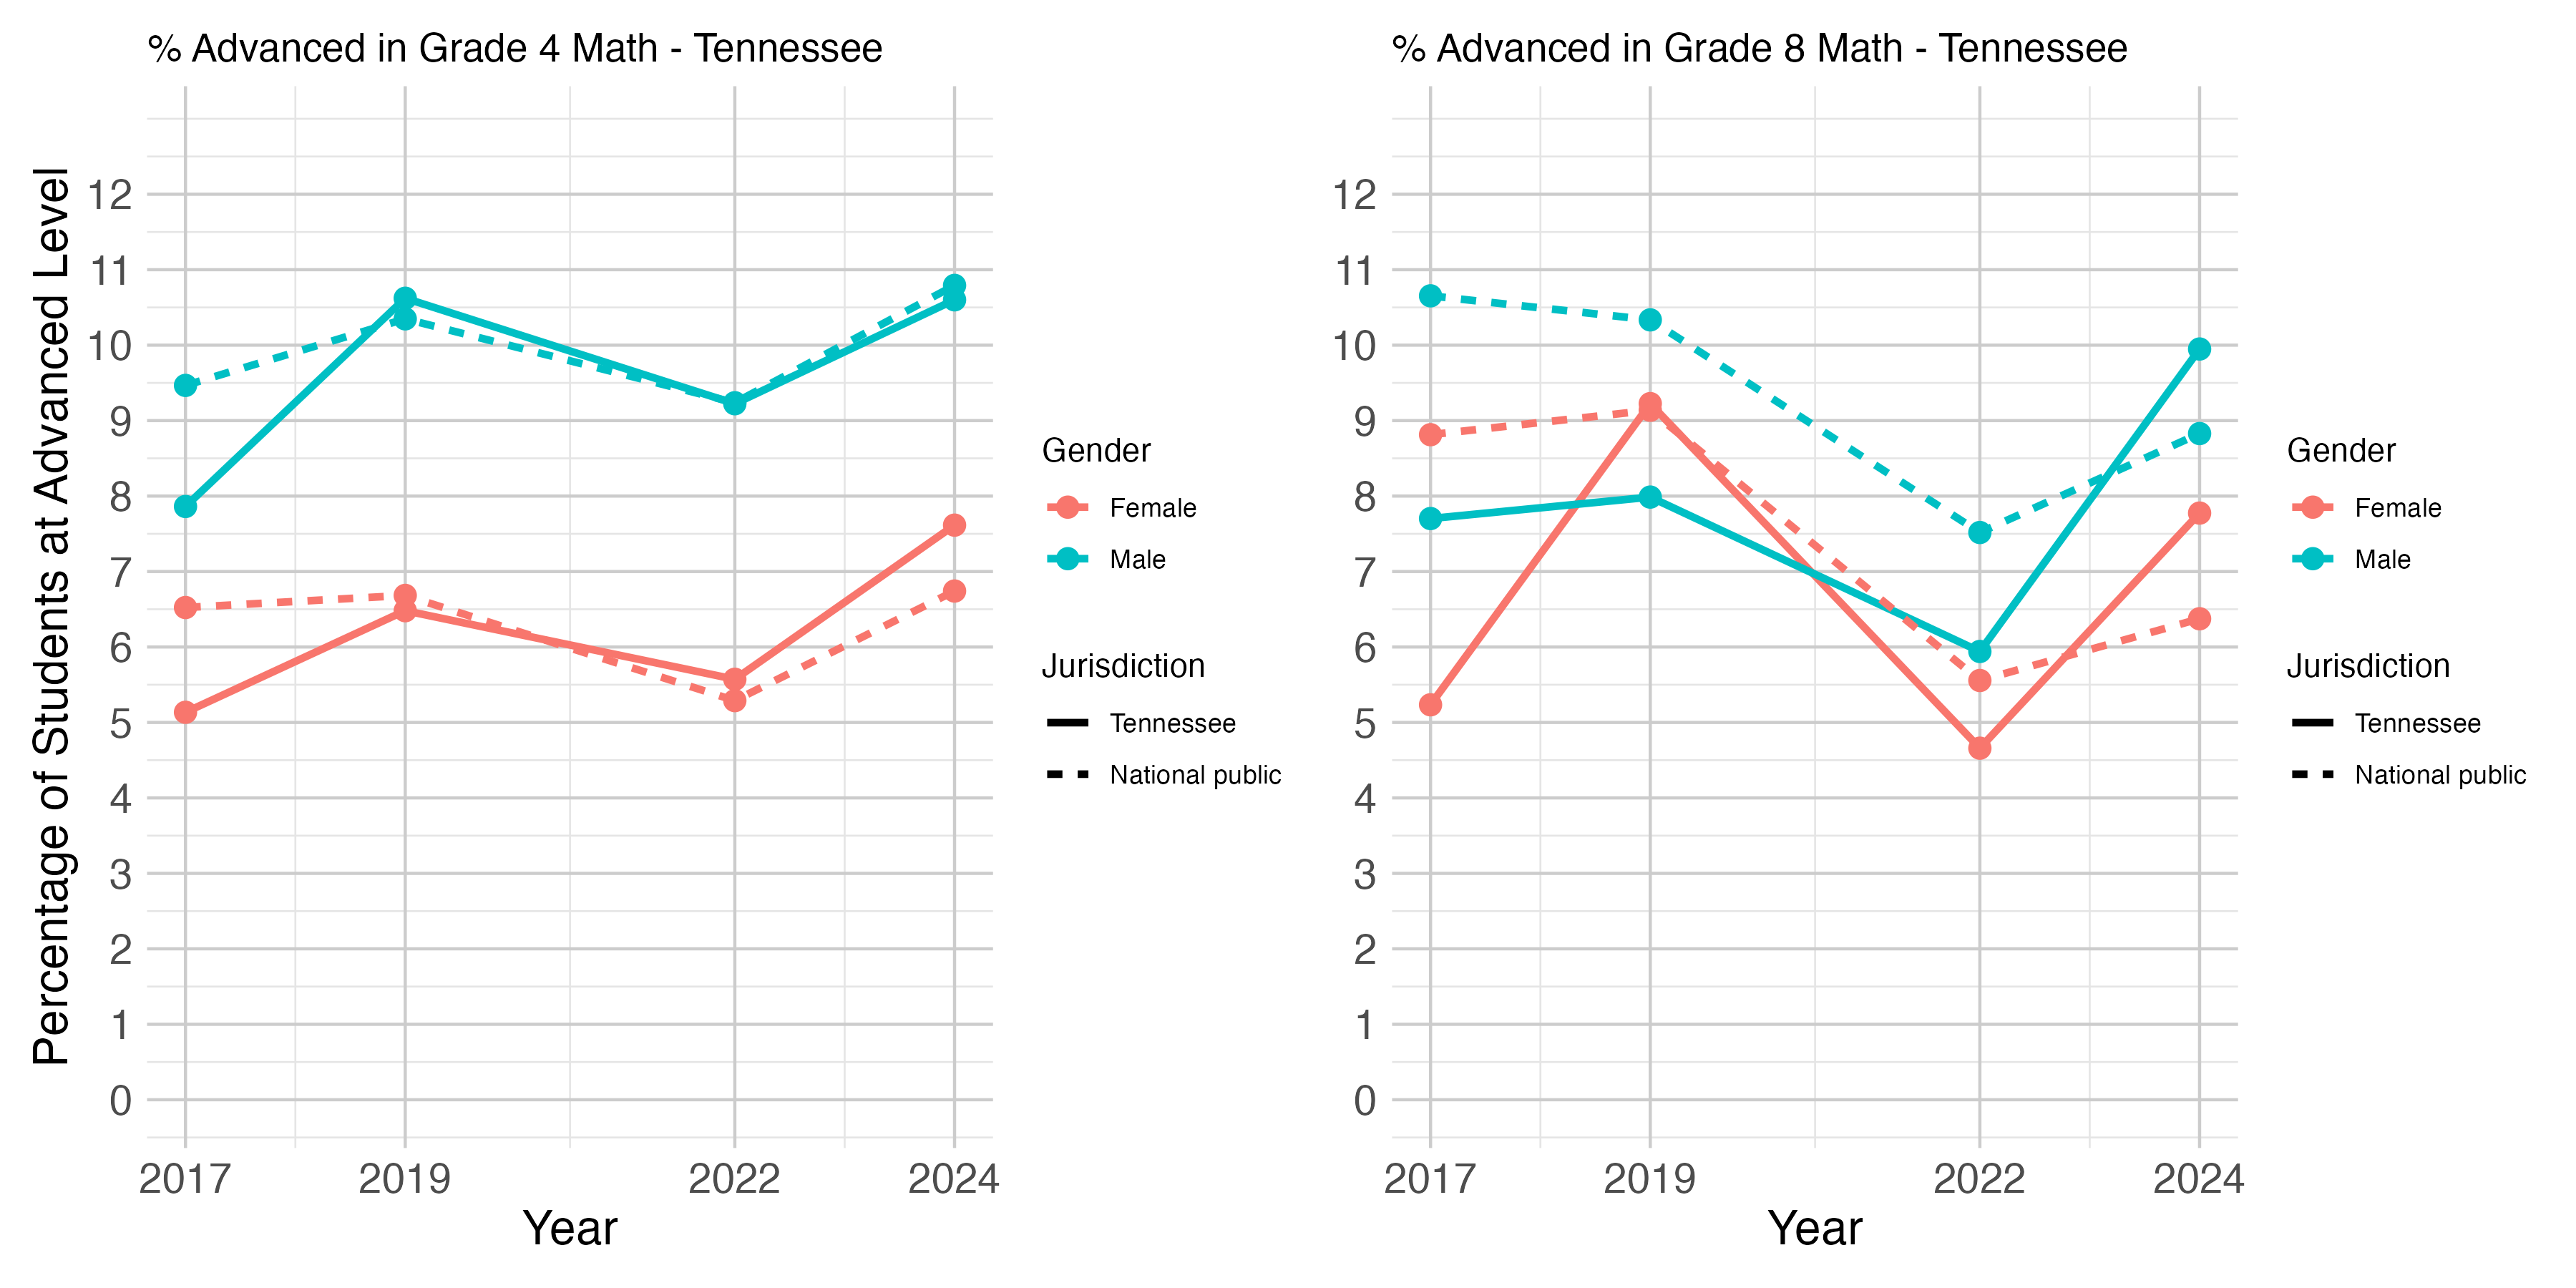 % Advanced in Grade 4 Math - Tennessee
Percentage of Students at Advanced Level
12
11
10
9
8
7
6
5
4
3
2
1
0
2017
2019
2022
2024
Year
Gender
Female
Male
Jurisdiction
Tennessee
National public
% Advanced in Grade 8 Math - Tennessee
12
11
10
9
8
7
6
5
4
3
2
1
0
2017
2019
2022
2024
Year
Gender
Female
Male
Jurisdiction
Tennessee
National public